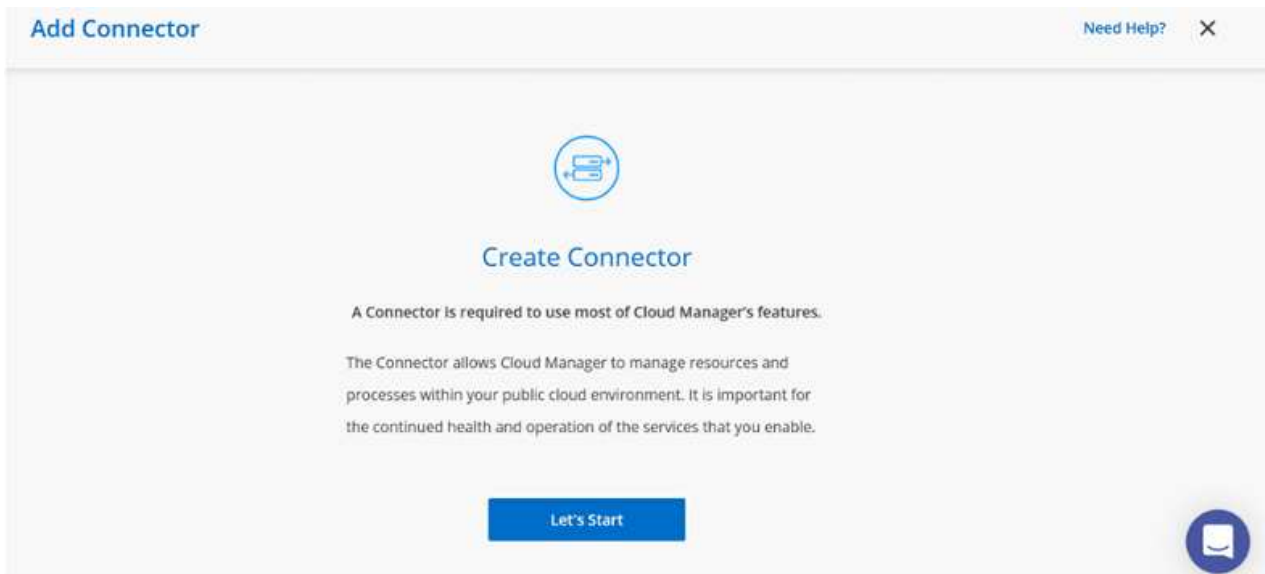 Add Connector
Need Help?
Create Connector
A Connector is required to use most of Cloud Manager's features.
The Connector allows Cloud Manager to manage resources and
processes within your public cloud environment. It is important for
the continued health and operation of the services that you enable.
Let's Start